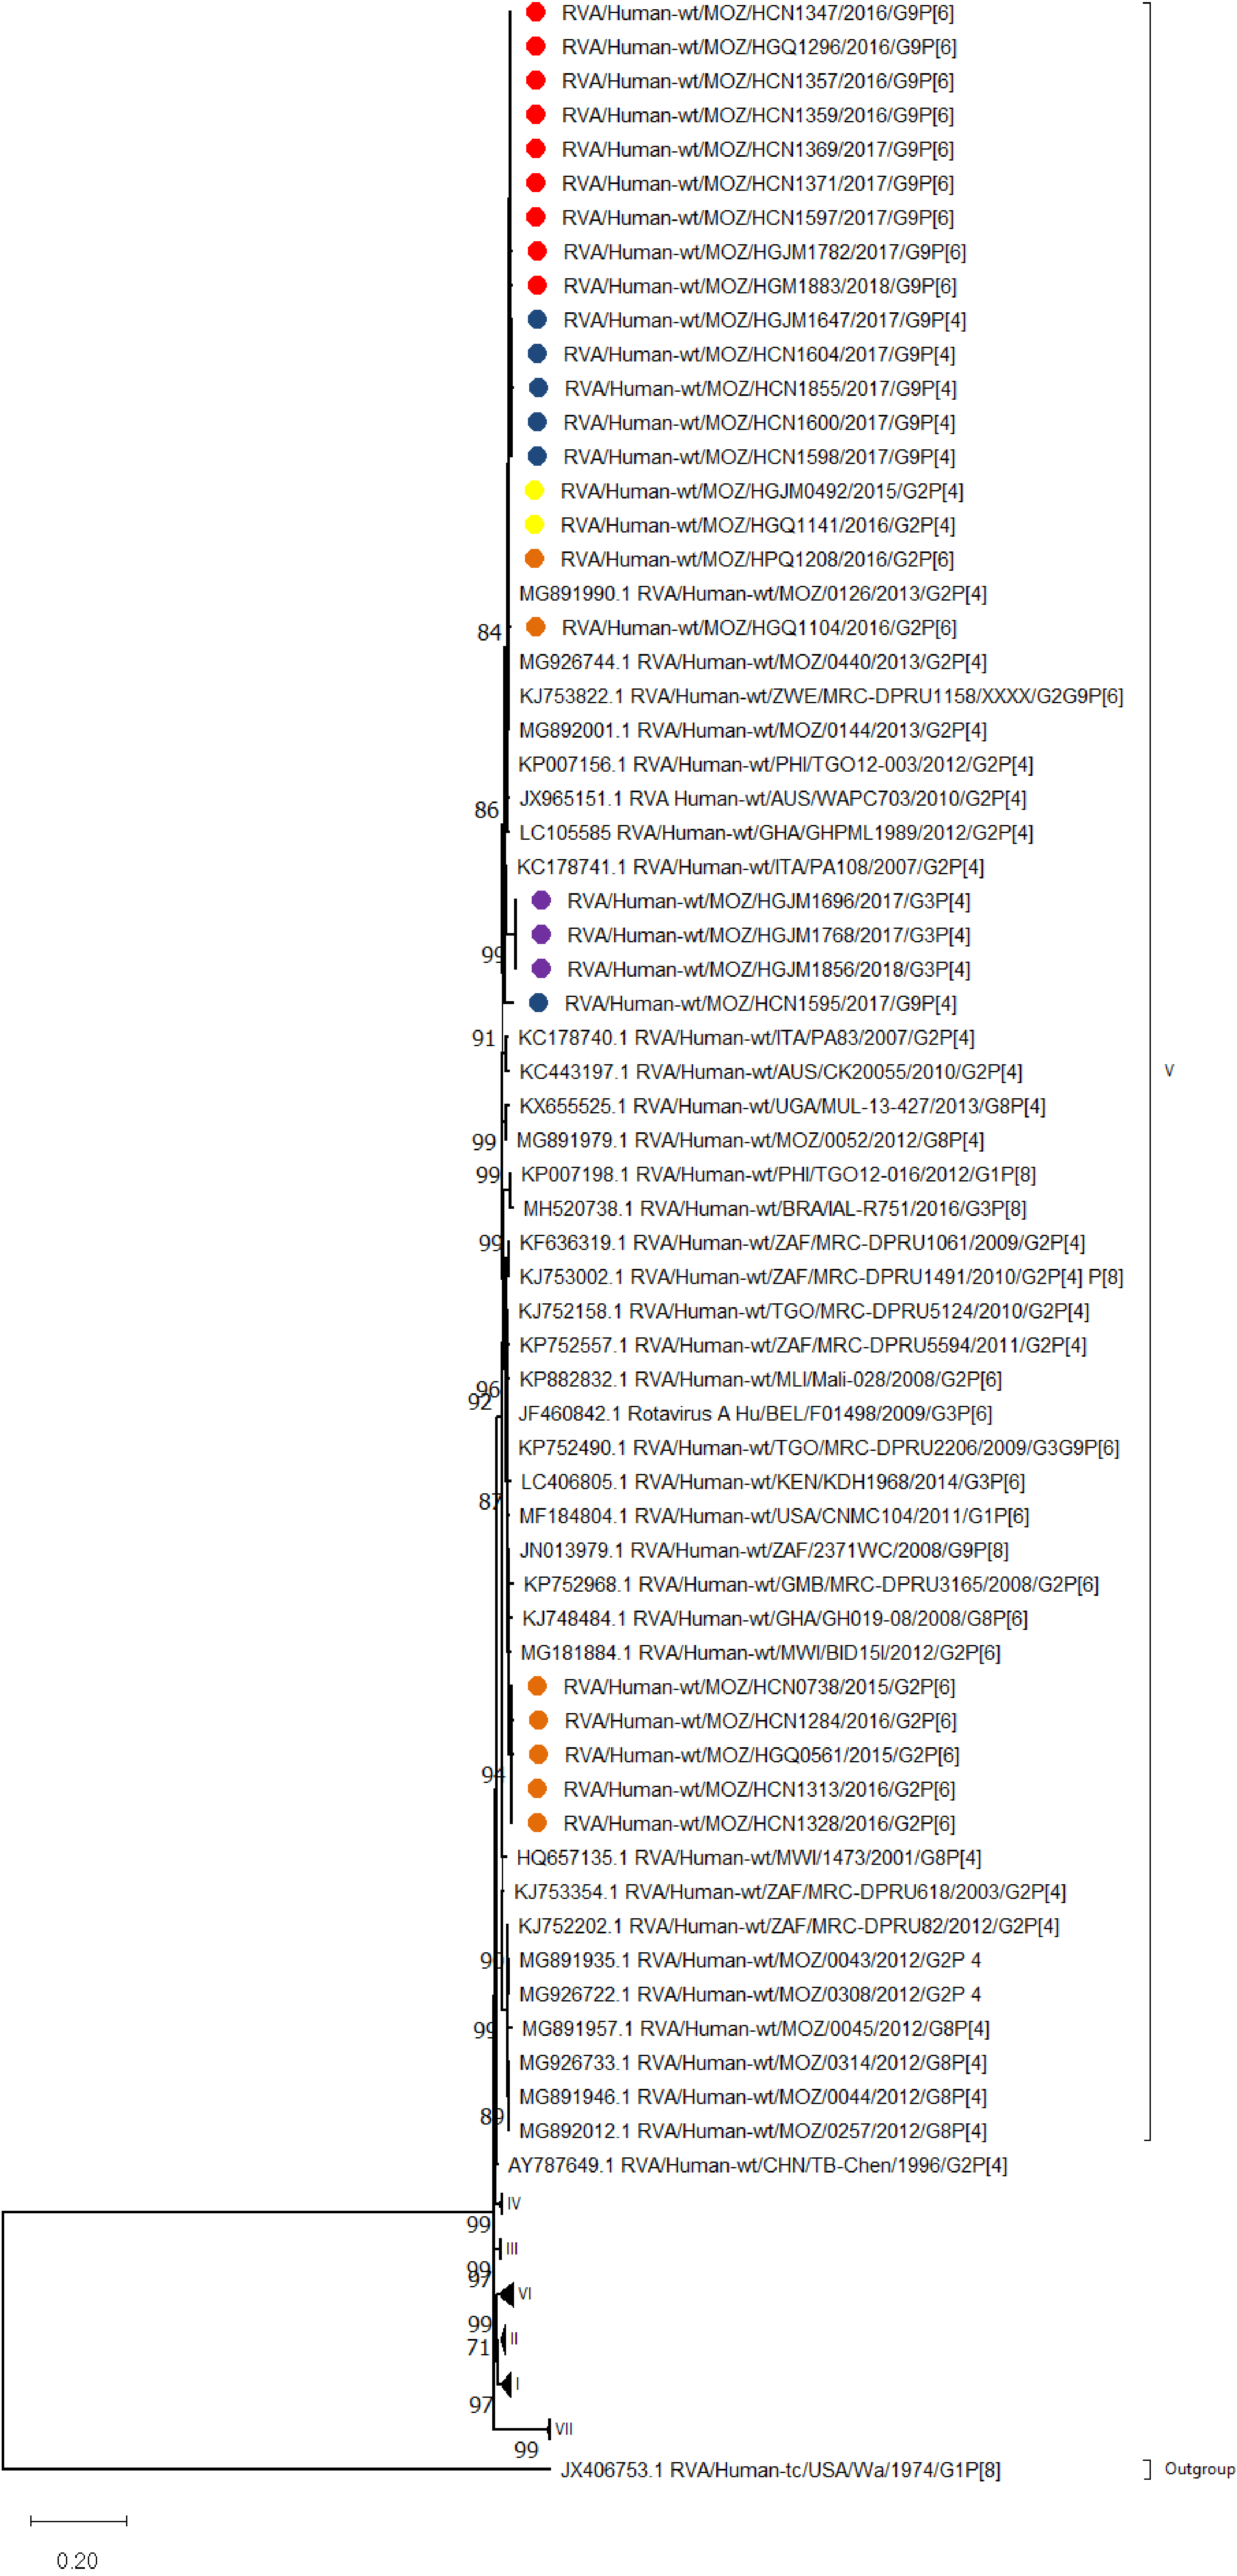 RVA/Human-wt/MOZ/HCN1347/2016/G9P[6]
RVA/Human-wt/MOZ/HGQ1296/2016/G9P[6]
RVA/Human-wt/MOZ/HCN1357/2016/G9P[6]
RVA/Human-wt/MOZ/HCN1359/2016/G9P[6]
RVA/Human-wt/MOZ/HCN1369/2017/G9P[6]
RVA/Human-wt/MOZ/HCN1371/2017/G9P[6]
RVA/Human-wt/MOZ/HCN1597/2017/G9P[6]
RVA/Human-wt/MOZ/HGJM1782/2017/G9P[6]
RVA/Human-wt/MOZ/HGM1883/2018/G9P[6]
RVA/Human-wt/MOZ/HGJM1647/2017/G9P[4]
RVA/Human-wt/MOZ/HCN1604/2017/G9P[4]
RVA/Human-wt/MOZ/HCN1855/2017/G9P[4]
RVA/Human-wt/MOZ/HCN1600/2017/G9P[4]
RVA/Human-wt/MOZ/HCN1598/2017/G9P[4]
RVA/Human-wt/MOZ/HGJM0492/2015/G2P[4]
RVA/Human-wt/MOZ/HGQ1141/2016/G2P[4]
RVA/Human-wt/MOZ/HPQ1208/2016/G2P[6]
MG891990.1 RVA/Human-wt/MOZ/0126/2013/G2P[4]
84 RVA/Human-wt/MOZ/HGQ1104/2016/G2P[6]
MG926744.1 RVA/Human-wt/MOZ/0440/2013/G2P[4]
KJ753822.1 RVA/Human-wt/ZWE/MRC-DPRU1158/XXXX/G2G9P[6]
MG892001.1 RVA/Human-wt/MOZ/0144/2013/G2P[4]
KP007156.1 RVA/Human-wt/PHI/TGO12-003/2012/G2P[4]
86 JX965151.1 RVA Human-wt/AUS/WAPC703/2010/G2P[4]
LC105585 RVA/Human-wt/GHA/GHPML1989/2012/G2P[4]
KC178741.1 RVA/Human-wt/ITA/PA108/2007/G2P[4]
RVA/Human-wt/MOZ/HGJM1696/2017/G3P[4]
RVA/Human-wt/MOZ/HGJM1768/2017/G3P[4]
99 RVA/Human-wt/MOZ/HGJM1856/2018/G3P[4]
RVA/Human-wt/MOZ/HCN1595/2017/G9P[4]
91 KC178740.1 RVA/Human-wt/ITA/PA83/2007/G2P[4]
KC443197.1 RVA/Human-wt/AUS/CK20055/2010/G2P[4] V
KX655525.1 RVA/Human-wt/UGA/MUL-13-427/2013/G8P[4]
99 MG891979.1 RVA/Human-wt/MOZ/0052/2012/G8P[4]
99 KP007198.1 RVA/Human-wt/PHI/TGO12-016/2012/G1P[8]
MH520738.1 RVA/Human-wt/BRA/IAL-R751/2016/G3P[8]
99 KF636319.1 RVA/Human-wt/ZAF/MRC-DPRU1061/2009/G2P[4]
KJ753002.1 RVA/Human-wt/ZAF/MRC-DPRU1491/2010/G2P[4] P[8]
KJ752158.1 RVA/Human-wt/TGO/MRC-DPRU5124/2010/G2P[4]
KP752557.1 RVA/Human-wt/ZAF/MRC-DPRU5594/2011/G2P[4]
96 KP882832.1 RVA/Human-wt/MLI/Mali-028/2008/G2P[6]
92 JF460842.1 Rotavirus A Hu/BEL/F01498/2009/G3P[6]
KP752490.1 RVA/Human-wt/TGO/MRC-DPRU2206/2009/G3G9P[6]
LC406805.1 RVA/Human-wt/KEN/KDH1968/2014/G3P[6]
87 MF184804.1 RVA/Human-wt/USA/CNMC104/2011/G1P[6]
JN013979.1 RVA/Human-wt/ZAF/2371WC/2008/G9P[8]
KP752968.1 RVA/Human-wt/GMB/MRC-DPRU3165/2008/G2P[6]
KJ748484.1 RVA/Human-wt/GHA/GH019-08/2008/G8P[6]
MG181884.1 RVA/Human-wt/MWI/BID15I/2012/G2P[6]
RVA/Human-wt/MOZ/HCN0738/2015/G2P[6]
RVA/Human-wt/MOZ/HCN1284/2016/G2P[6]
RVA/Human-wt/MOZ/HGQ0561/2015/G2P[6]
94 RVA/Human-wt/MOZ/HCN1313/2016/G2P[6]
RVA/Human-wt/MOZ/HCN1328/2016/G2P[6]
HQ657135.1 RVA/Human-wt/MWI/1473/2001/G8P[4]
KJ753354.1 RVA/Human-wt/ZAF/MRC-DPRU618/2003/G2P[4]
KJ752202.1 RVA/Human-wt/ZAF/MRC-DPRU82/2012/G2P[4]
90 MG891935.1 RVA/Human-wt/MOZ/0043/2012/G2P 4
MG926722.1 RVA/Human-wt/MOZ/0308/2012/G2P 4
99 MG891957.1 RVA/Human-wt/MOZ/0045/2012/G8P[4]
MG926733.1 RVA/Human-wt/MOZ/0314/2012/G8P[4]
MG891946.1 RVA/Human-wt/MOZ/0044/2012/G8P[4]
89 MG892012.1 RVA/Human-wt/MOZ/0257/2012/G8P[4]
AY787649.1 RVA/Human-wt/CHN/TB-Chen/1996/G2P[4]
IV
99
III
99
97
VI
99
II
71
I
97
VII
99
JX406753.1 RVA/Human-tc/USA/Wa/1974/G1P[8] Outgroup
0.20